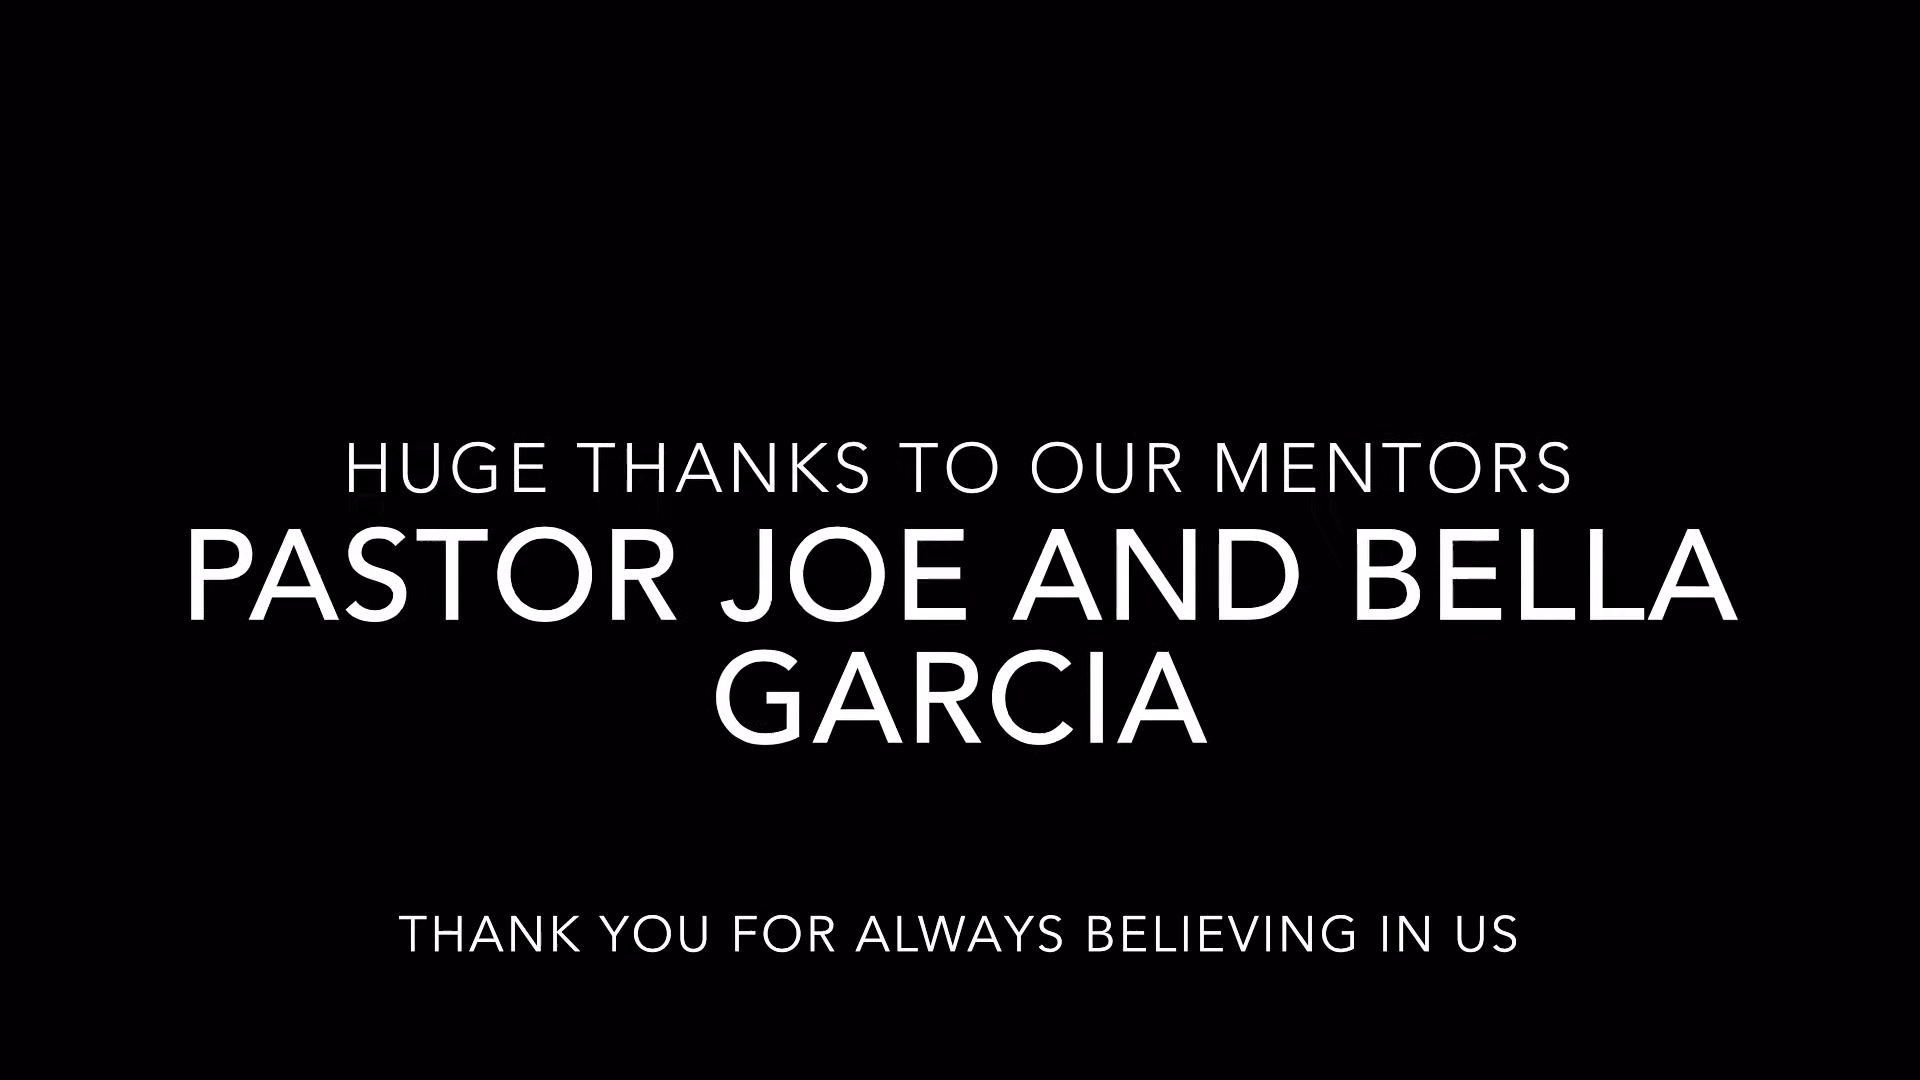 HUGE THANKS TO OUR MENTORS
PASTOR JOE AND BELLA
GARCIA
THANK YOU FOR ALWAYS BELIEVING IN US